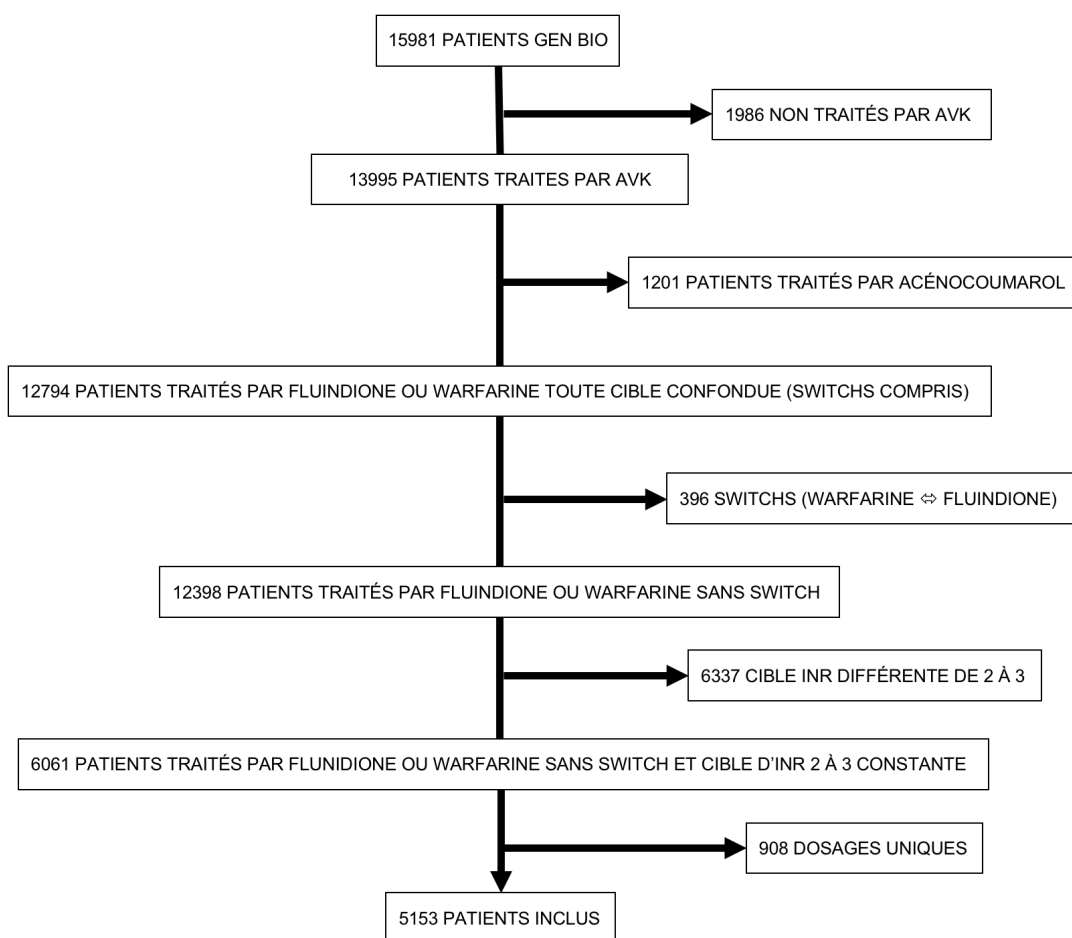 15981 PATIENTS GEN BIO
1986 NON TRAITÉS PAR AVK
13995 PATIENTS TRAITES PAR AVK
1201 PATIENTS TRAITÉS PAR ACÉNOCOUMAROL
12794 PATIENTS TRAITÉS PAR FLUINDIONE OU WARFARINE TOUTE CIBLE CONFONDUE (SWITCHS COMPRIS)
396 SWITCHS (WARFARINE ⇔ FLUINDIONE)
12398 PATIENTS TRAITÉS PAR FLUINDIONE OU WARFARINE SANS SWITCH
6337 CIBLE INR DIFFÉRENTE DE 2 À 3
6061 PATIENTS TRAITÉS PAR FLUNIDIONE OU WARFARINE SANS SWITCH ET CIBLE D’INR 2 À 3 CONSTANTE
908 DOSAGES UNIQUES
5153 PATIENTS INCLUS